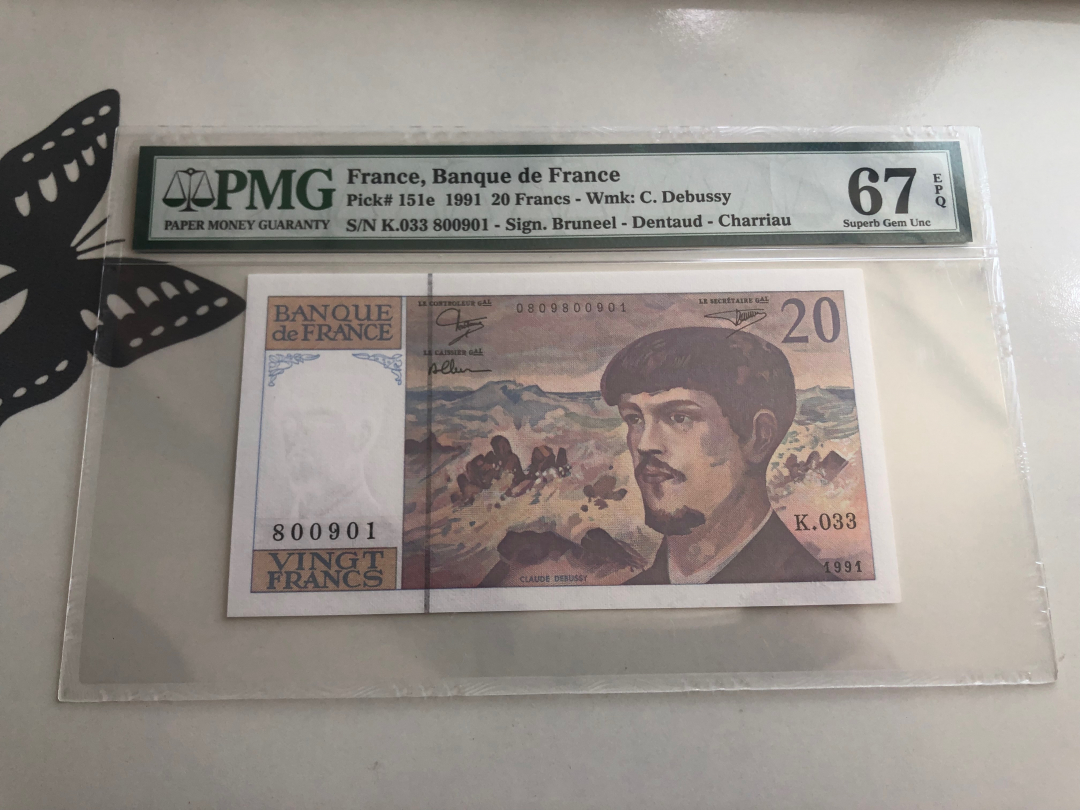 PMG
PAPER MONEY GUARANTY
France, Banque de France
Pick# 151e 1991 20 Francs - Wmk: C. Debussy
S/N K.033 800901 - Sign. Bruneel - Dentaud - Charriau
67
EPQ
Superb Gem Unc
BANQUE
de FRANCE
LE CONTROLEUR GAL
0809800901
LE SECRÉTAIRE GAL
20
LE CAISSIER GAL
800901
K.033
VINGT
FRANCS
CLAUDE DEBUSSY
1991